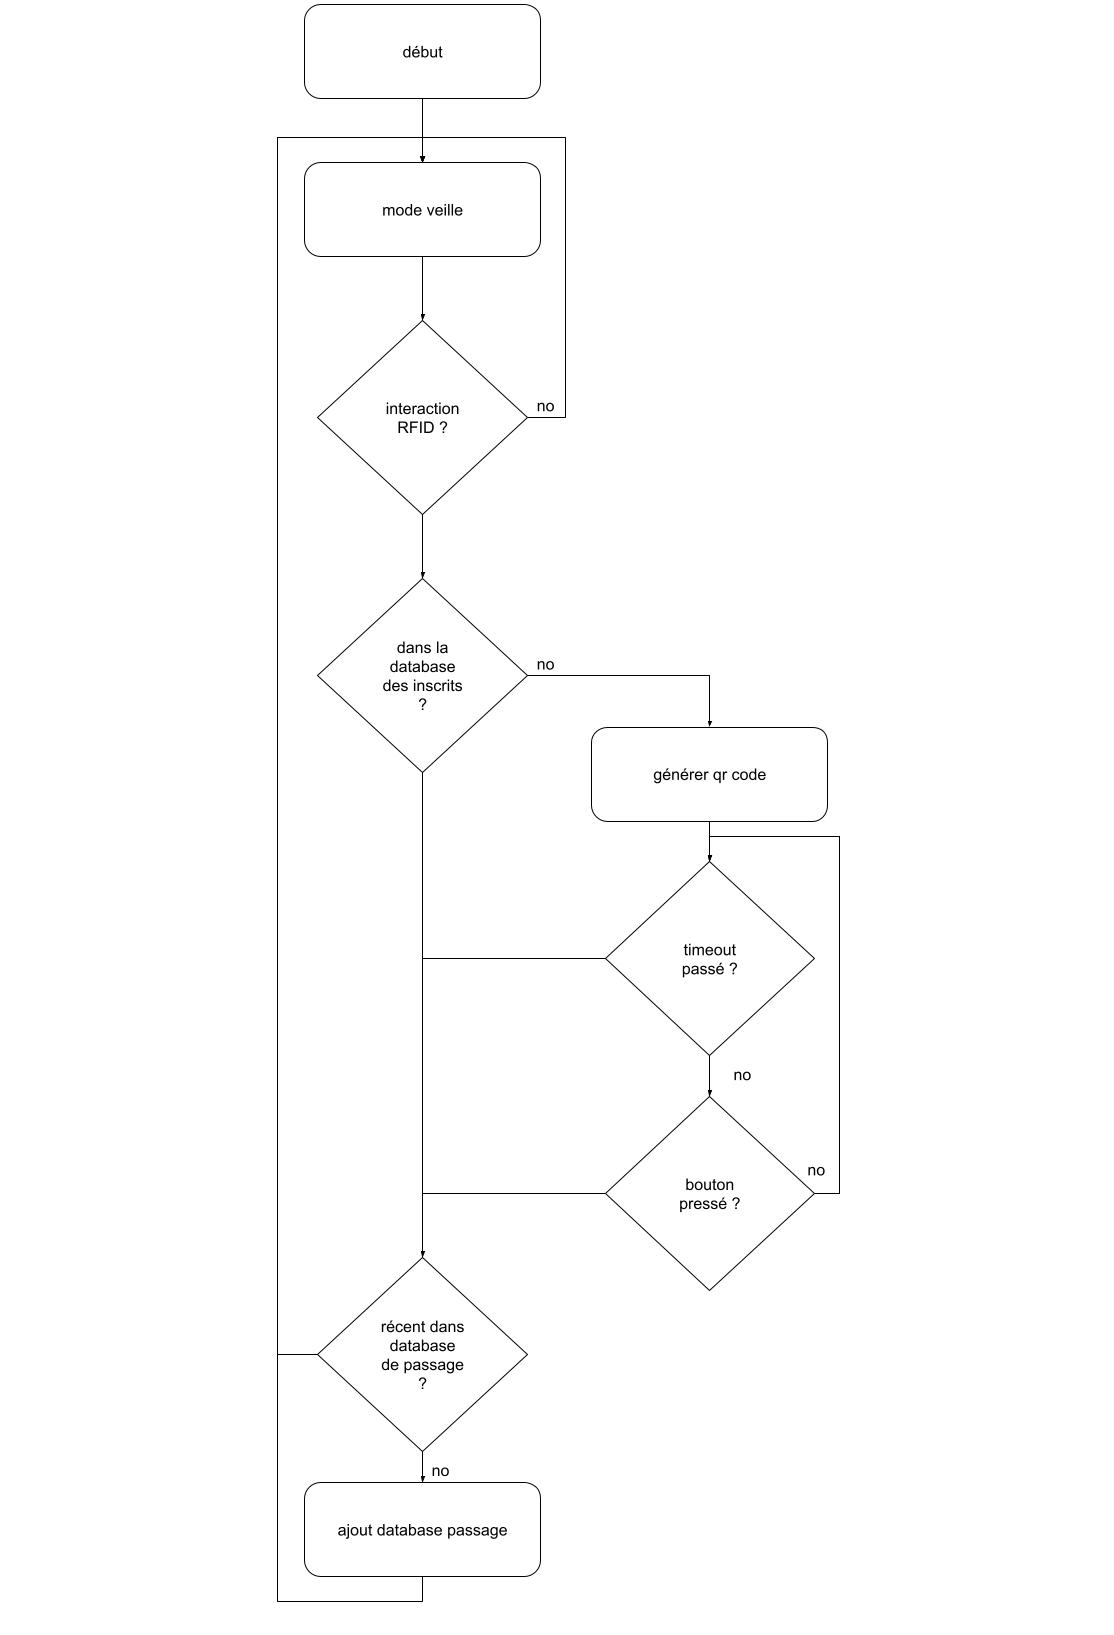 début
mode veille
interaction
RFID ?
no
dans la
database
des inscrits
?
no
générer qr code
timeout
passé ?
no
bouton
pressé ?
no
récent dans
database
de passage
?
no
ajout database passage